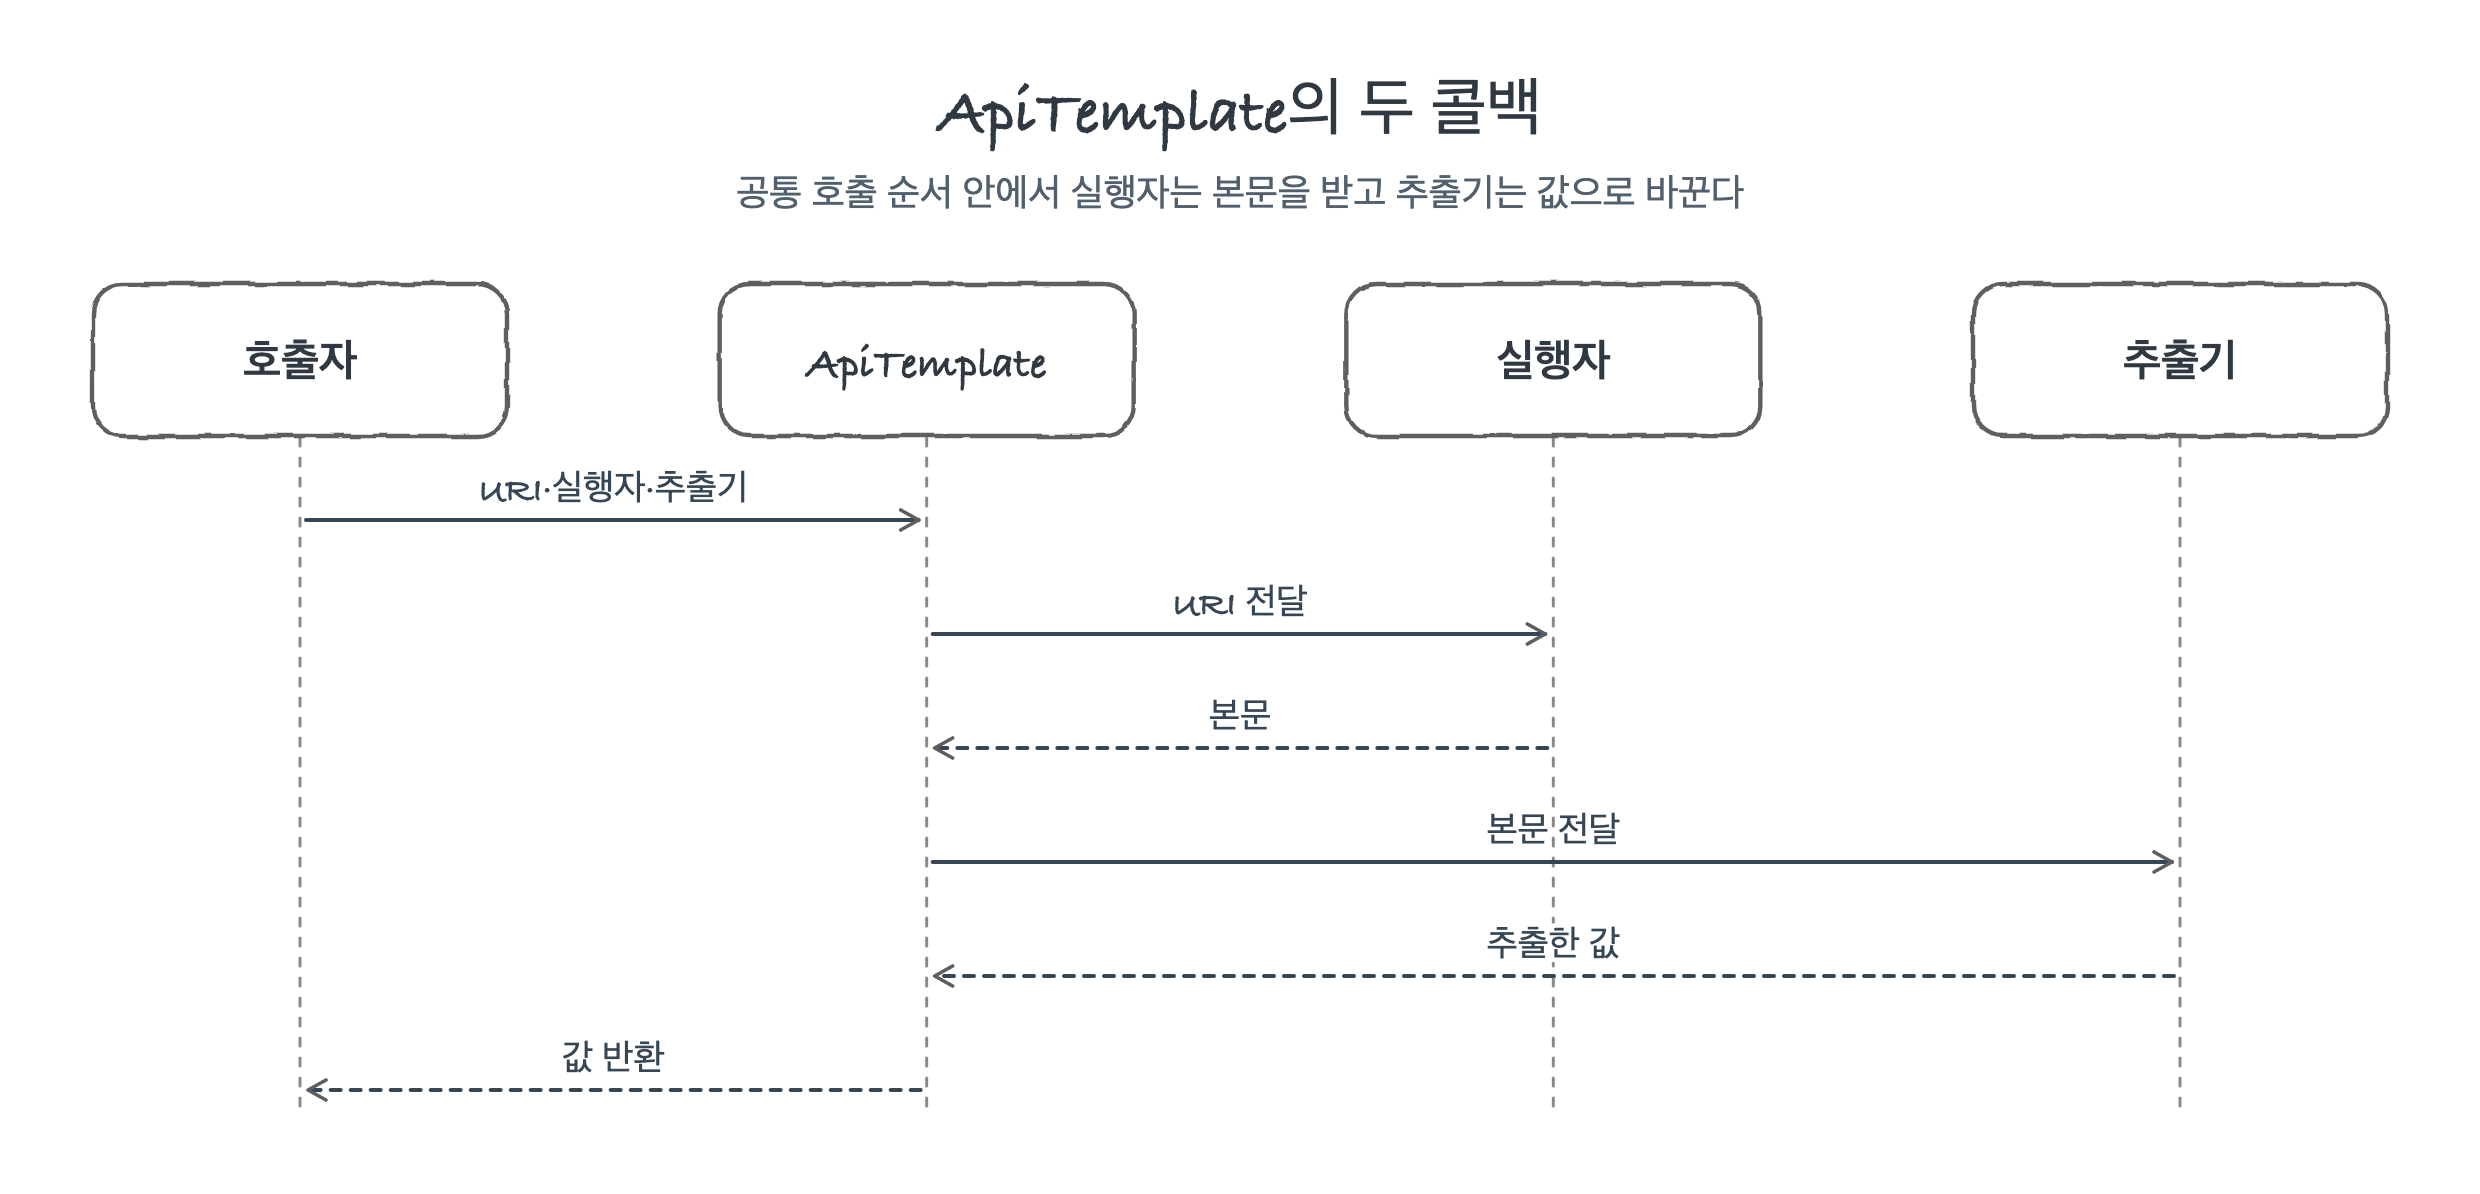 ApiTemplate의 두 콜백
공통 호출 순서 안에서 실행자는 본문을 받고 추출기는 값으로 바꾼다
호출자
ApiTemplate
실행자
추출기
URI·실행자·추출기
URI 전달
본문
본문 전달
추출한 값
값 반환